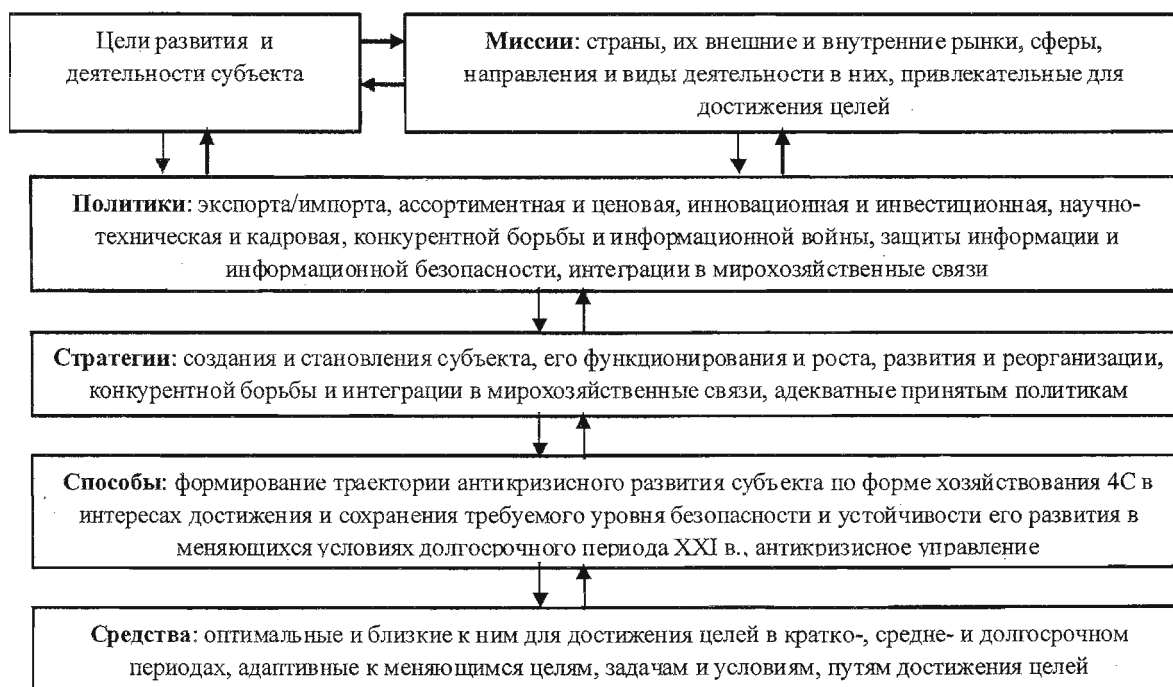 Цели развития и
деятельности субъекта
Миссии: страны, их внешние и внутренние рынки, сферы,
направления и виды деятельности в них, привлекательные для
достижения целей
Политики: экспорта/импорта, ассортиментная и ценовая, инновационная и инвестиционная, научно-
техническая и кадровая, конкурентной борьбы и информационной войны, защиты информации и
информационной безопасности, интеграции в мирохозяйственные связи
Стратегии: создания и становления субъекта, его функционирования и роста, развития и реорганизации,
конкурентной борьбы и интеграции в мирохозяйственные связи, адекватные принятым политикам
Способы: формирование траектории антикризисного развития субъекта по форме хозяйствования 4С в
интересах достижения и сохранения требуемого уровня безопасности и устойчивости его развития в
меняющихся условиях долгосрочного периода XXI в., антикризисное управление
Средства: оптимальные и близкие к ним для достижения целей в кратко-, средне- и долгосрочном
периодах, адаптивные к меняющимся целям, задачам и условиям, путям достижения целей